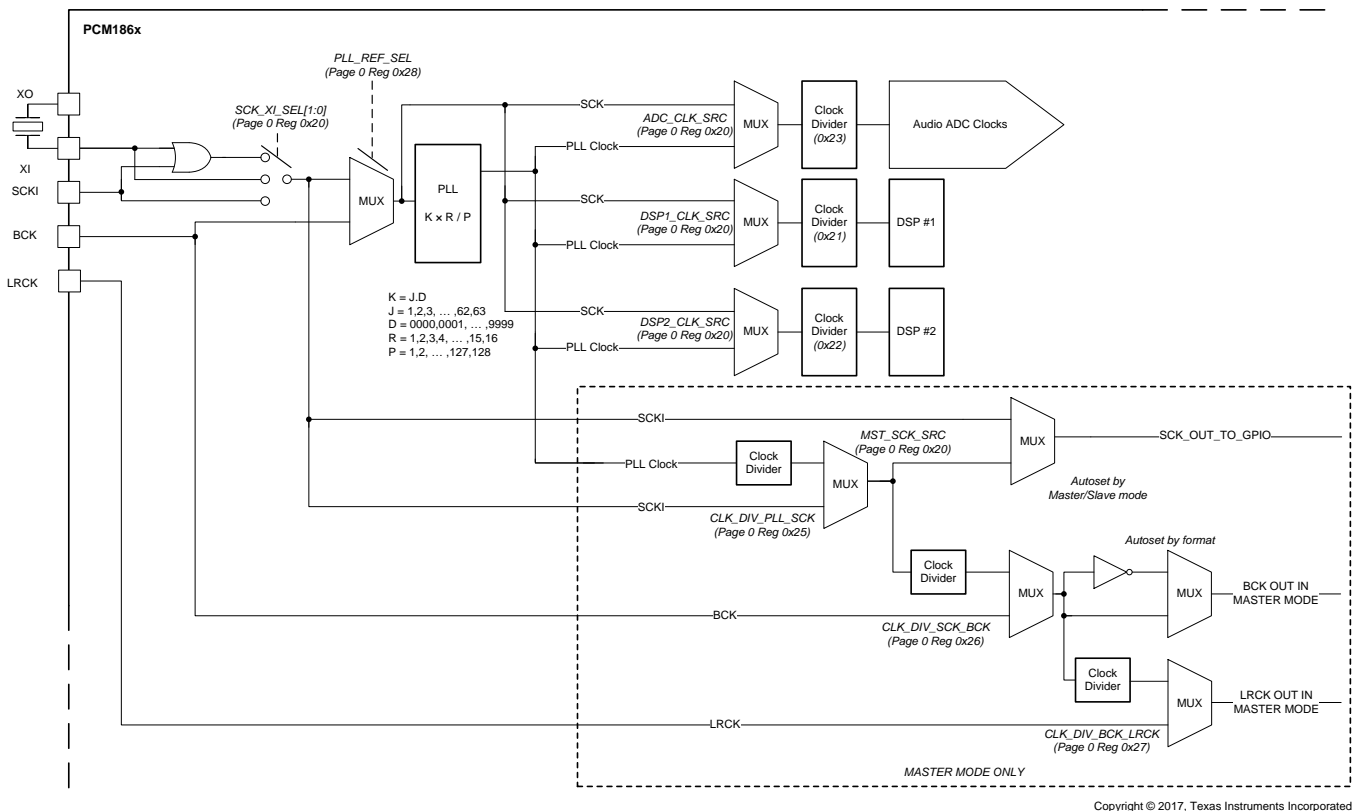 PCM186x
XO
XI
SCKI
BCK
LRCK
SCK_XI_SEL[1:0]
(Page 0 Reg 0x20)
PLL_REF_SEL
(Page 0 Reg 0x28)
MUX
PLL
K × R / P
K = J.D
J = 1,2,3, … ,62,63
D = 0000,0001, … ,9999
R = 1,2,3,4, … ,15,16
P = 1,2, … ,127,128
SCK
ADC_CLK_SRC
(Page 0 Reg 0x20)
PLL Clock
MUX
Clock
Divider
(0x23)
Audio ADC Clocks
SCK
DSP1_CLK_SRC
(Page 0 Reg 0x20)
PLL Clock
MUX
Clock
Divider
(0x21)
DSP #1
SCK
DSP2_CLK_SRC
(Page 0 Reg 0x20)
PLL Clock
MUX
Clock
Divider
(0x22)
DSP #2
SCKI
MST_SCK_SRC
(Page 0 Reg 0x20)
MUX
SCK_OUT_TO_GPIO
Autoset by
Master/Slave mode
PLL Clock
Clock
Divider
MUX
SCKI
CLK_DIV_PLL_SCK
(Page 0 Reg 0x25)
Clock
Divider
MUX
Autoset by format
MUX
BCK OUT IN
MASTER MODE
BCK
CLK_DIV_SCK_BCK
(Page 0 Reg 0x26)
Clock
Divider
MUX
LRCK OUT IN
MASTER MODE
LRCK
CLK_DIV_BCK_LRCK
(Page 0 Reg 0x27)
MASTER MODE ONLY
Copyright © 2017, Texas Instruments Incorporated